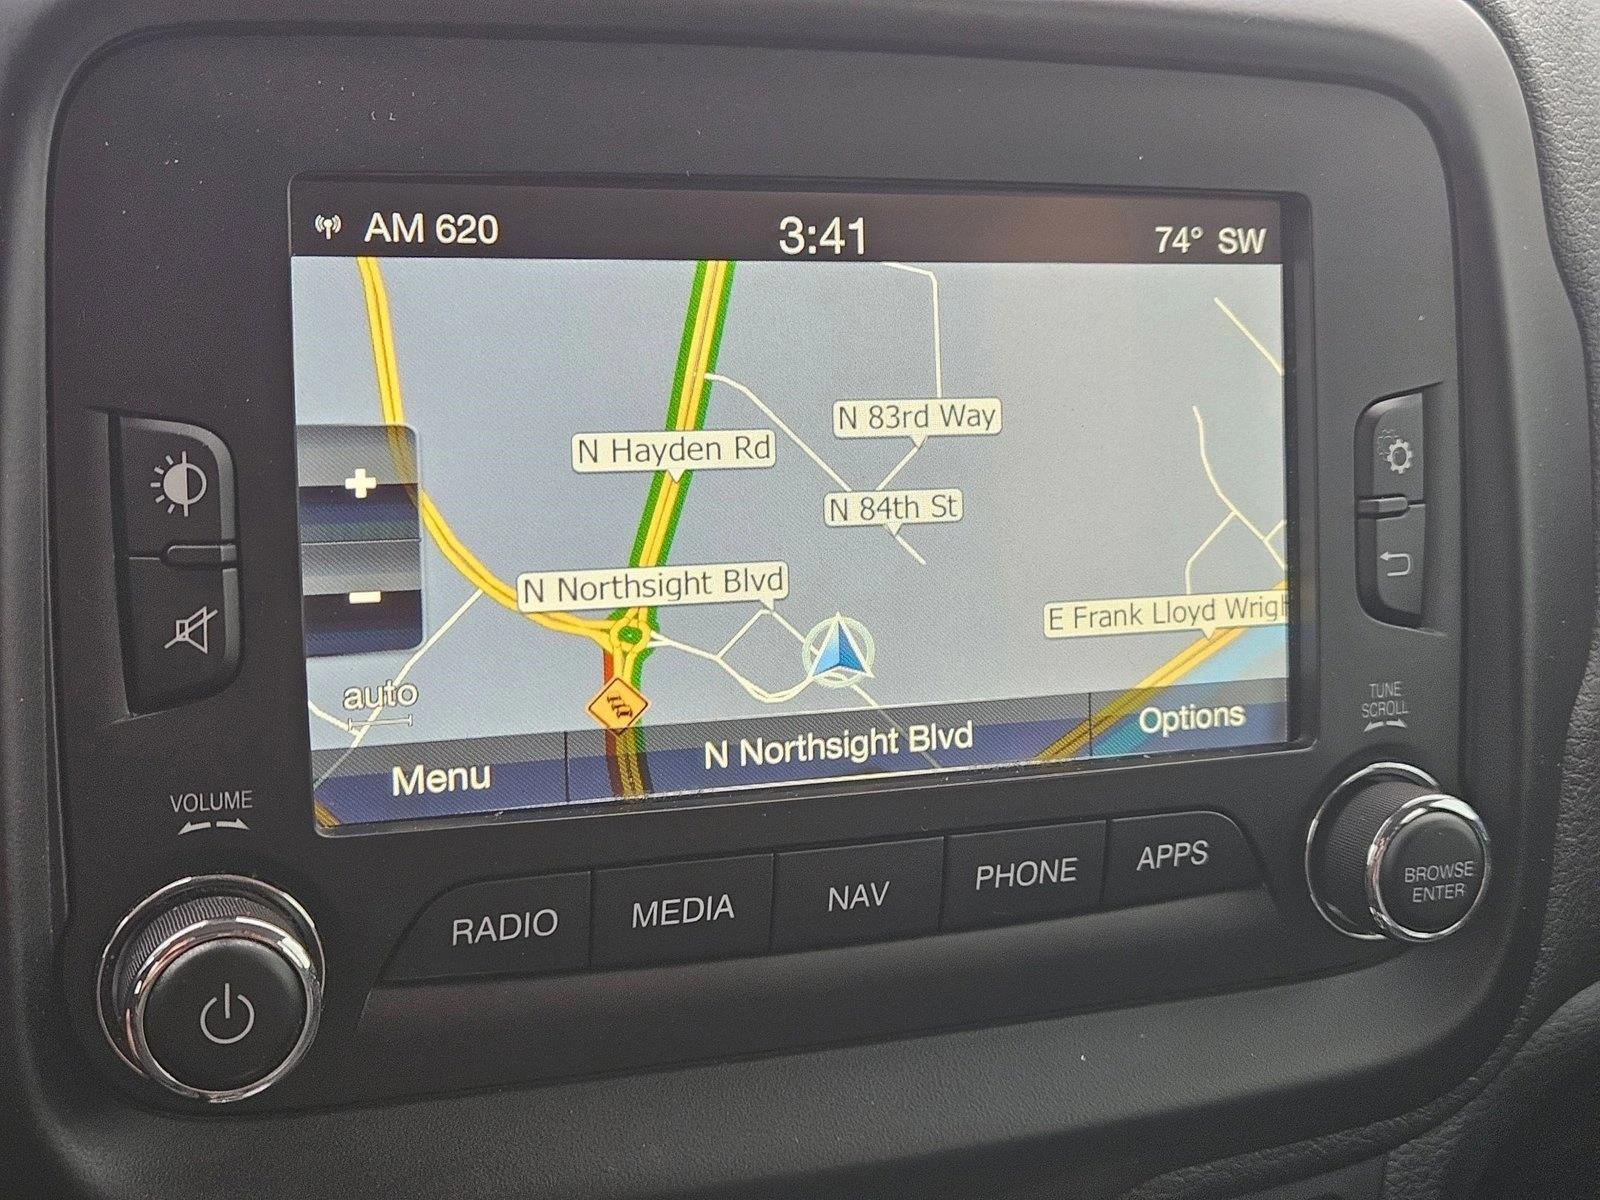 AM 620
3:41
74° SW
N 83rd Way
N Hayden Rd
N 84th St
N Northsight Blvd
E Frank Lloyd Wrigh
auto
Menu
N Northsight Blvd
Options
VOLUME
TUNE
SCROLL
RADIO
MEDIA
NAV
PHONE
APPS
BROWSE
ENTER